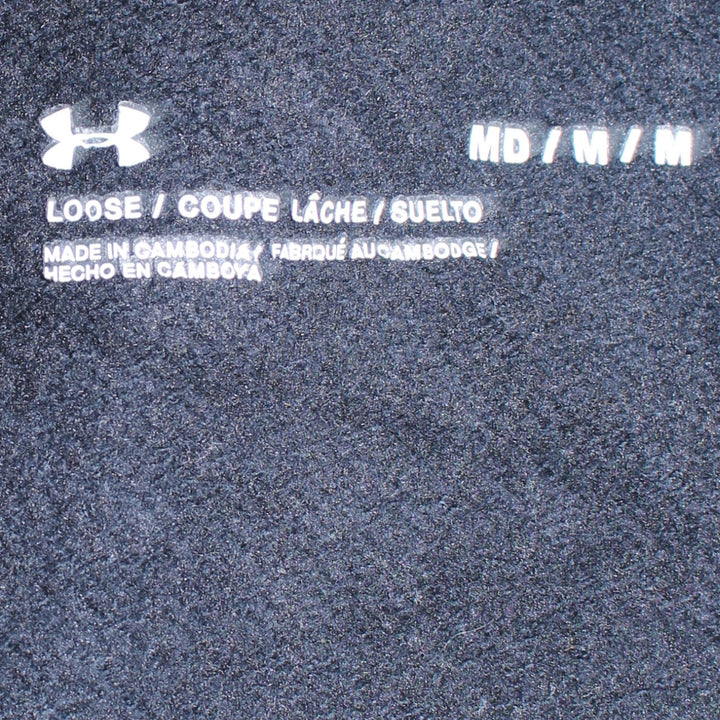 MD / M / M
LOOSE / COUPE LÂCHE / SUELTO
MADE IN CAMBODIA / FABRIQUÉ AU CAMBODGE /
HECHO EN CAMBOYA